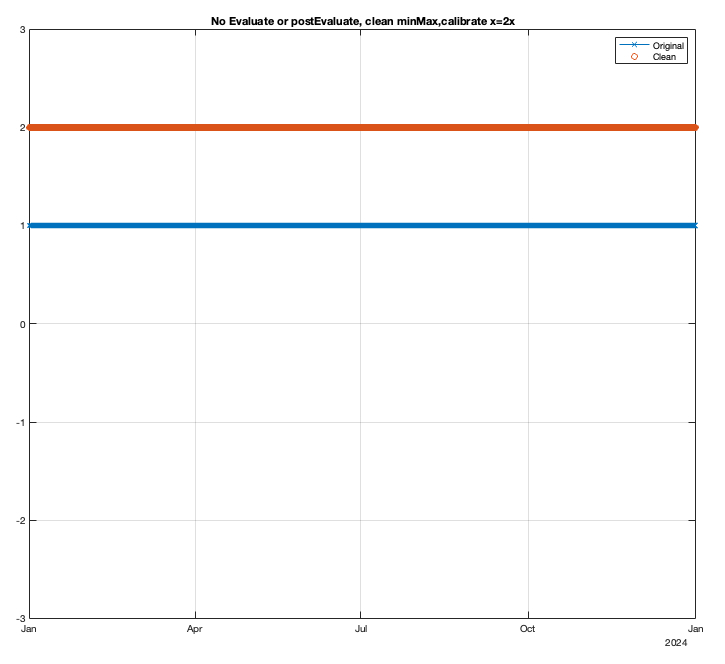 No Evaluate or postEvaluate, clean minMax,calibrate x=2x
Original
Clean
3
2
1
0
-1
-2
-3
Jan
Apr
Jul
Oct
Jan
2024